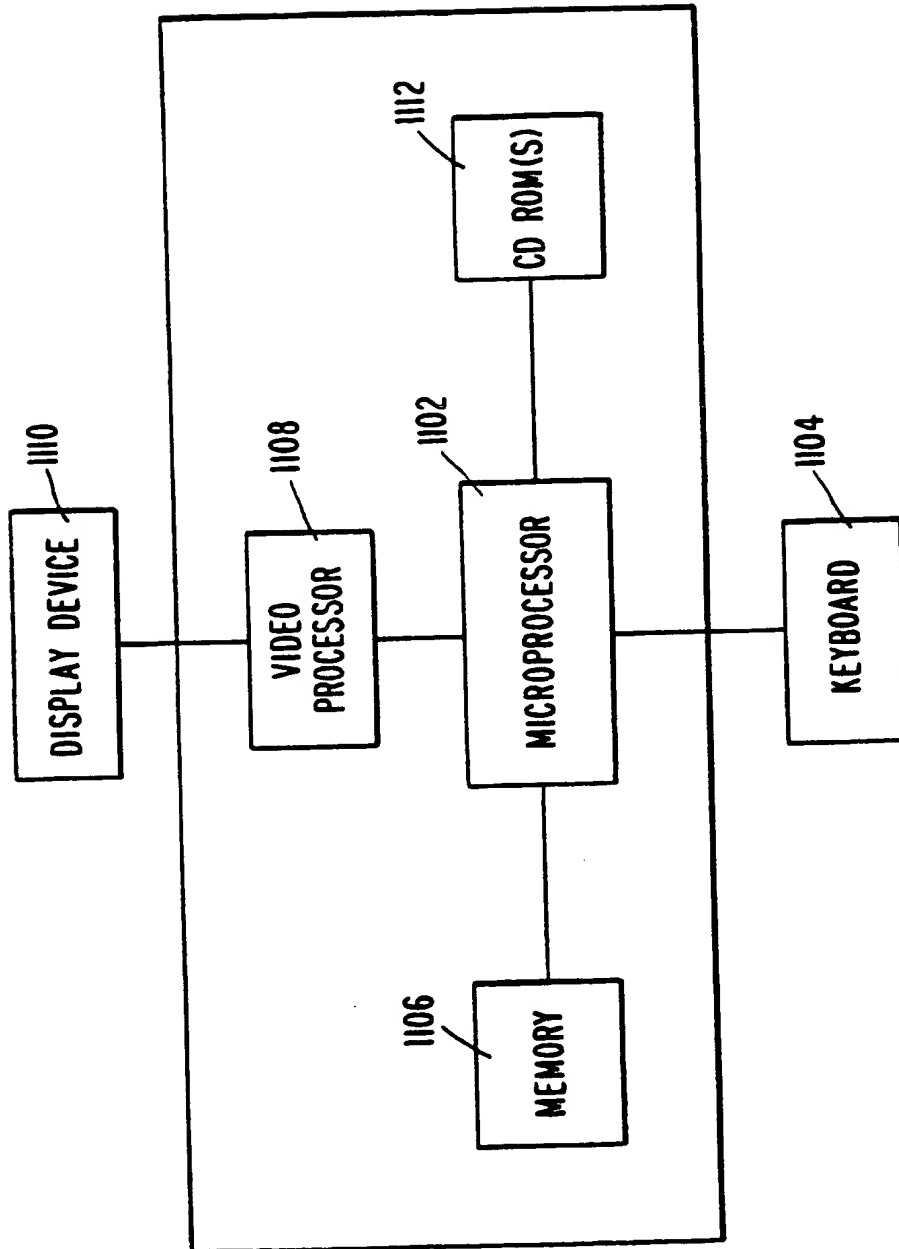 DISPLAY DEVICE
1110
VIDEO
PROCESSOR
1108
MEMORY
1106
MICROPROCESSOR
1102
CD ROM(S)
1112
KEYBOARD
1104